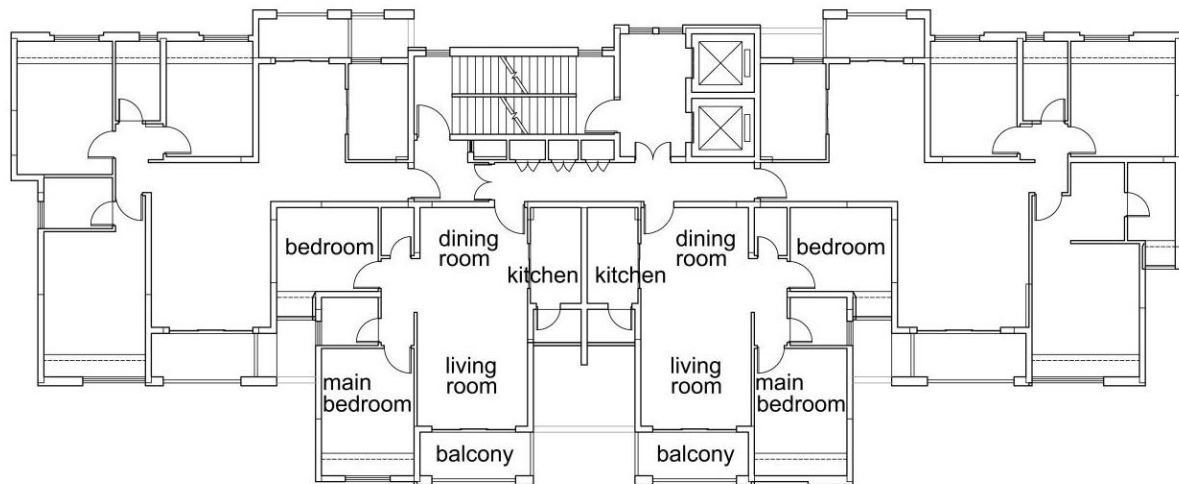 bedroom
dining
room
kitchen
kitchen
dining
room
bedroom
living
room
main
bedroom
living
room
main
bedroom
balcony
balcony